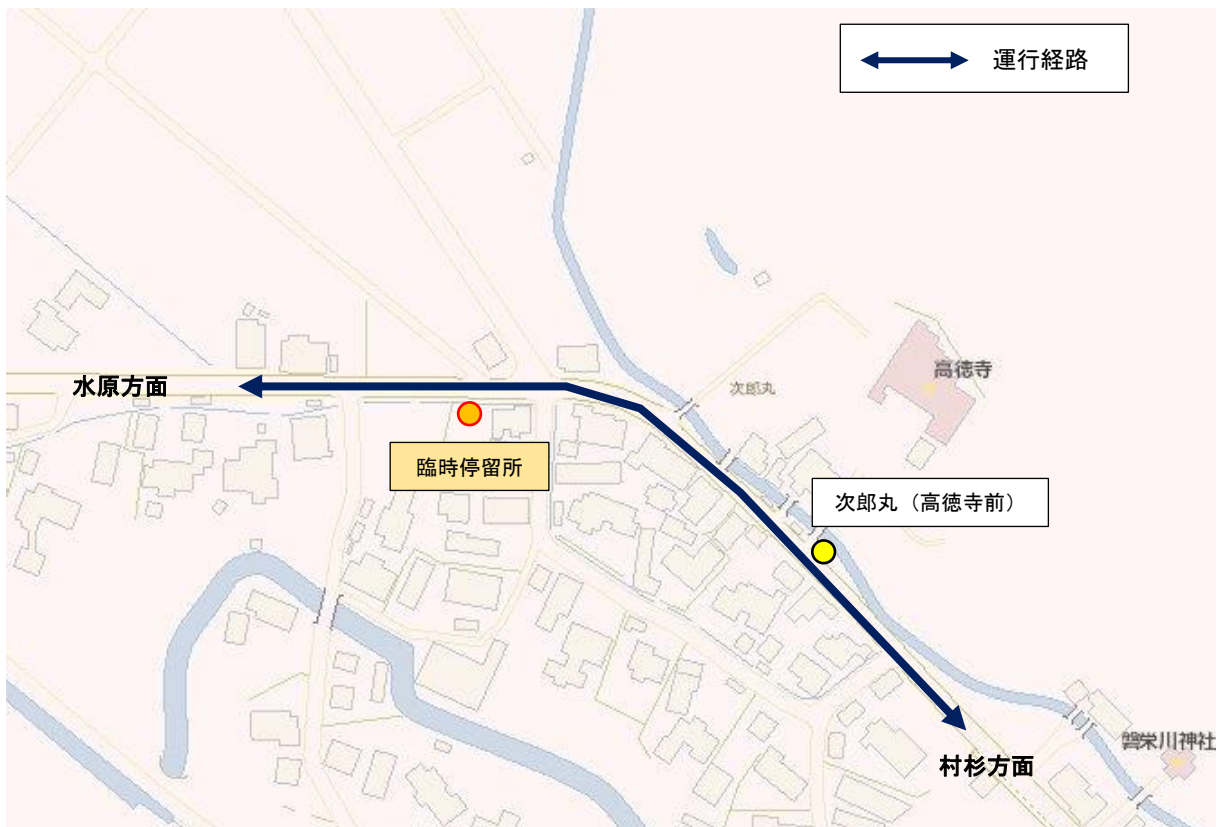 運行経路
高徳寺
水原方面
次郎丸
臨時停留所
次郎丸（高徳寺前）
磐栄川神社
村杉方面